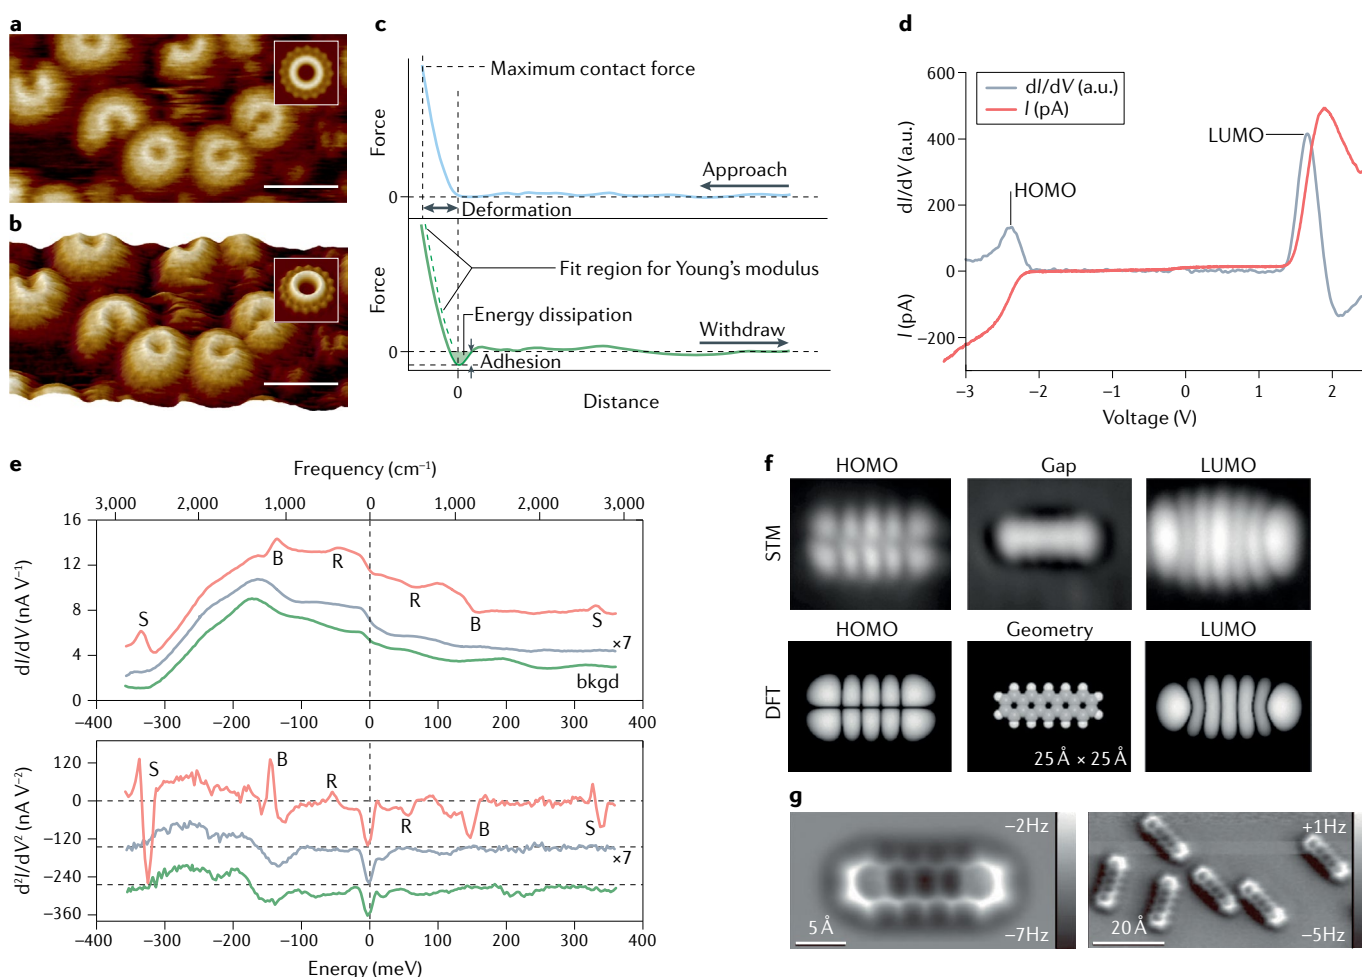 a
b
c
Maximum contact force
Force
Approach
0
Deformation
Fit region for Young's modulus
Force
Energy dissipation
Withdraw
0
Adhesion
0
Distance
d
600
dI/dV (a.u.)
I (pA)
400
LUMO
dI/dV (a.u.)
HOMO
200
0
I (pA)
−200
−3 −2 −1 0 1 2
Voltage (V)
e
Frequency (cm⁻¹)
3,000 2,000 1,000 0 1,000 2,000 3,000
16
12
8
4
0
dI/dV (nA V⁻¹)
S
B
R
R
B
S
×7
bkgd
−400 −300 −200 −100 0 100 200 300 400
120
0
−120
−240
−360
d²I/dV² (nA V⁻²)
S
B
R
R
B
S
×7
−400 −300 −200 −100 0 100 200 300 400
Energy (meV)
f
HOMO Gap LUMO
STM
HOMO Geometry LUMO
DFT
25 Å × 25 Å
g
−2Hz
5 Å
−7Hz
+1Hz
20 Å
−5Hz